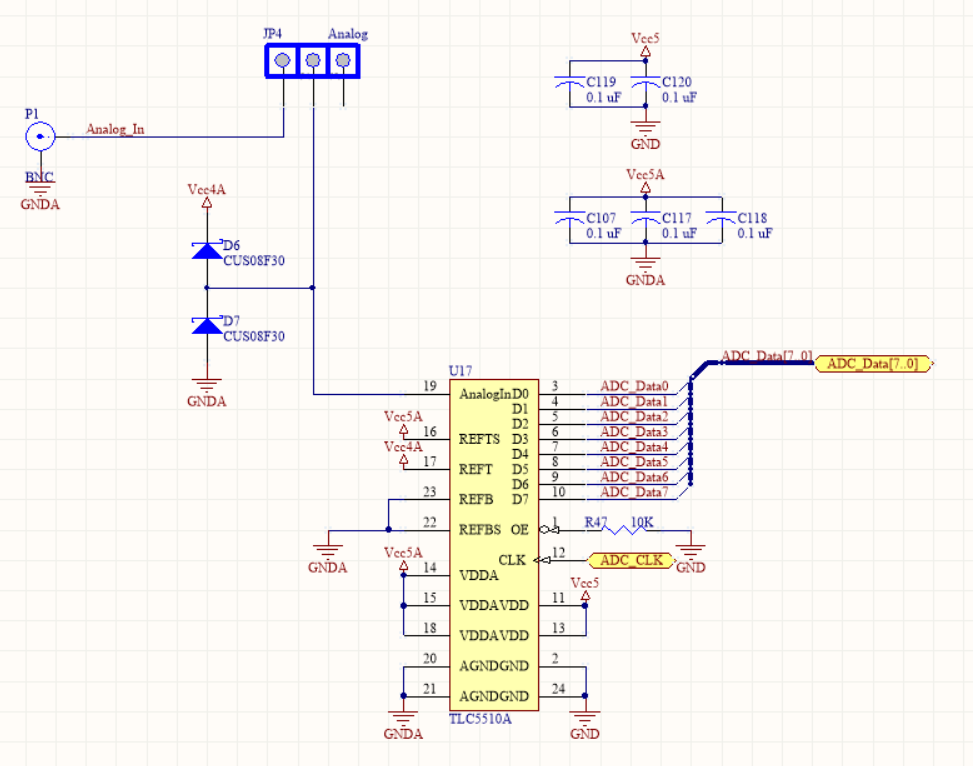 JP4 Analog
Vcc5
C119 C120
0.1 uF 0.1 uF
GND
P1
Analog_In
BNC
GNDA
Vcc4A
D6
CUS08F30
D7
CUS08F30
GNDA
Vcc5A
C107 C117 C118
0.1 uF 0.1 uF 0.1 uF
GNDA
ADC_Data[7..0] ADC_Data[7..0]
U17
19 AnalogIn D0 3 ADC_Data0
D1 4 ADC_Data1
Vcc5A D2 5 ADC_Data2
16 REFTS D3 6 ADC_Data3
Vcc4A D4 7 ADC_Data4
17 REFT D5 8 ADC_Data5
D6 9 ADC_Data6
23 REFB D7 10 ADC_Data7
22 REFBS OE 1 R47 10K
GNDA
CLK 12 ADC_CLK GND
Vcc5A
14 VDDA
Vcc5
15 VDDA VDD 11
18 VDDA VDD 13
20 AGND GND 2
21 AGND GND 24
TLC5510A
GNDA GND